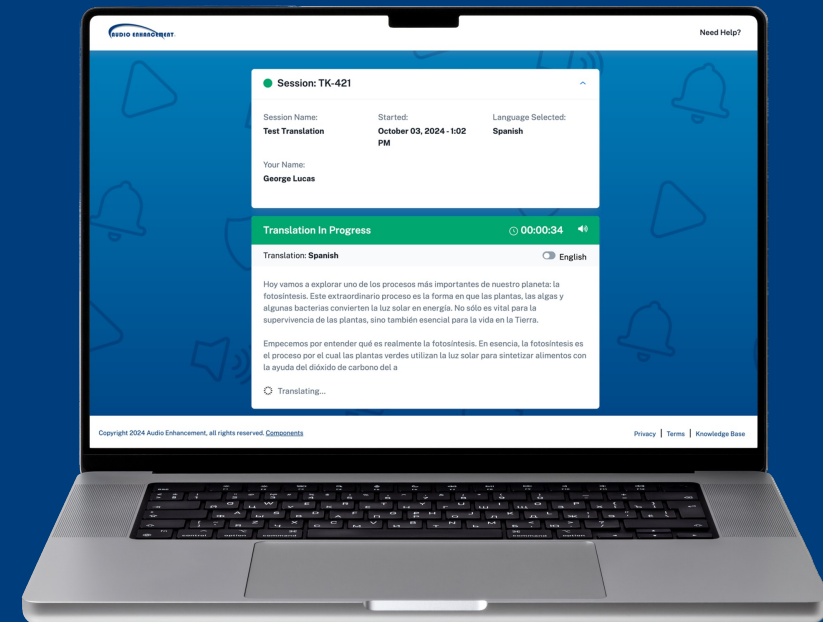 AUDIO ENHANCEMENT
Need Help?
Session: TK-421
Session Name:
Started:
Language Selected:
Test Translation
October 03, 2024 - 1:02
PM
Spanish
Your Name:
George Lucas
Translation In Progress
00:00:34
Translation: Spanish
English
Hoy vamos a explorar uno de los procesos más importantes de nuestro planeta: la
fotosíntesis. Este extraordinario proceso es la forma en que las plantas, las algas y
algunas bacterias convierten la luz solar en energía. No sólo es vital para la
supervivencia de las plantas, sino también esencial para la vida en la Tierra.
Empecemos por entender qué es realmente la fotosíntesis. En esencia, la fotosíntesis es
el proceso por el cual las plantas verdes utilizan la luz solar para sintetizar alimentos con
la ayuda del dióxido de carbono del a
Translating...
Copyright 2024 Audio Enhancement, all rights reserved. Components
Privacy | Terms | Knowledge Base
control option command
command option